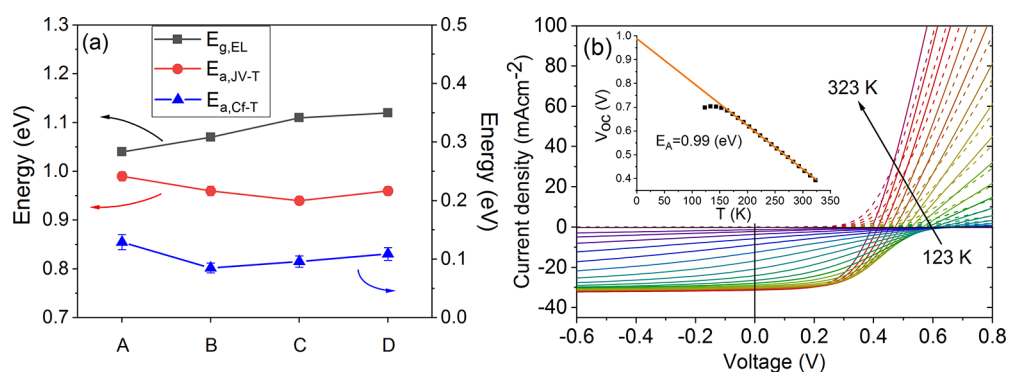 (a)
E_g,EL
E_a,JV-T
E_a,Cf-T
1.3
1.2
1.1
1.0
0.9
0.8
0.7
Energy (eV)
0.5
0.4
0.3
0.2
0.1
0.0
Energy (eV)
A B C D
(b)
100
80
60
40
20
0
-20
-40
Current density (mAcm⁻²)
-0.6 -0.4 -0.2 0.0 0.2 0.4 0.6 0.8
Voltage (V)
323 K
123 K
1.0
0.9
0.8
0.7
0.6
0.5
0.4
V_OC (V)
E_A=0.99 (eV)
0 50 100 150 200 250 300 350
T (K)